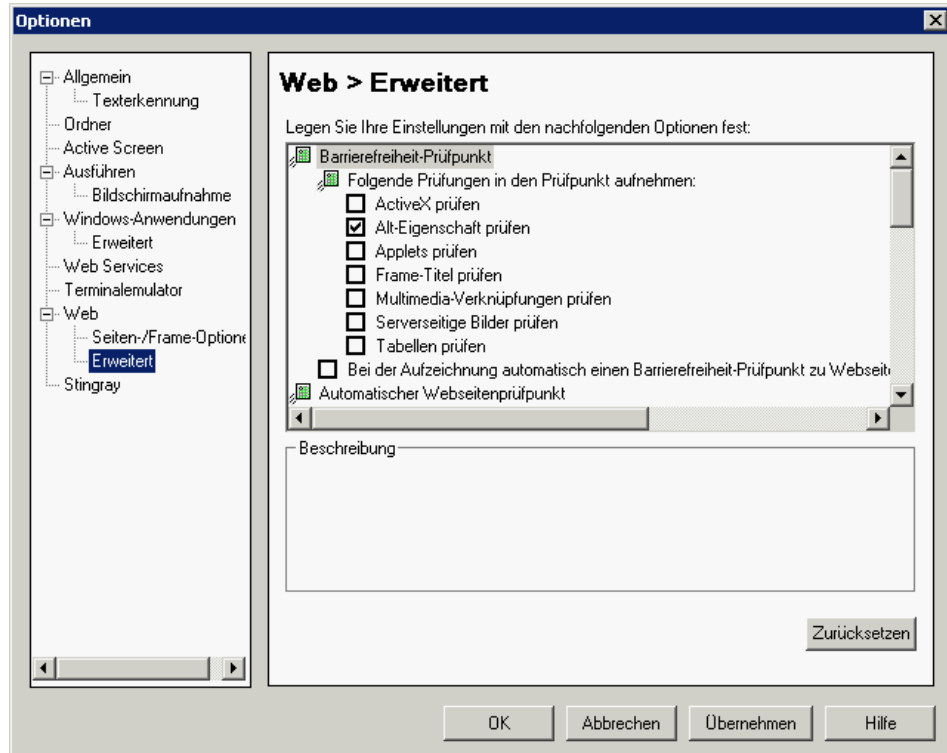 Optionen
Allgemein
Texterkennung
Ordner
Active Screen
Ausführen
Bildschirmaufnahme
Windows-Anwendungen
Erweitert
Web Services
Terminalemulator
Web
Seiten-/Frame-Optione
Erweitert
Stingray
Web > Erweitert
Legen Sie Ihre Einstellungen mit den nachfolgenden Optionen fest:
Barrierefreiheit-Prüfpunkt
Folgende Prüfungen in den Prüfpunkt aufnehmen:
ActiveX prüfen
Alt-Eigenschaft prüfen
Applets prüfen
Frame-Titel prüfen
Multimedia-Verknüpfungen prüfen
Serverseitige Bilder prüfen
Tabellen prüfen
Bei der Aufzeichnung automatisch einen Barrierefreiheit-Prüfpunkt zu Webseit
Automatischer Webseitenprüfpunkt
Beschreibung
Zurücksetzen
OK
Abbrechen
Übernehmen
Hilfe